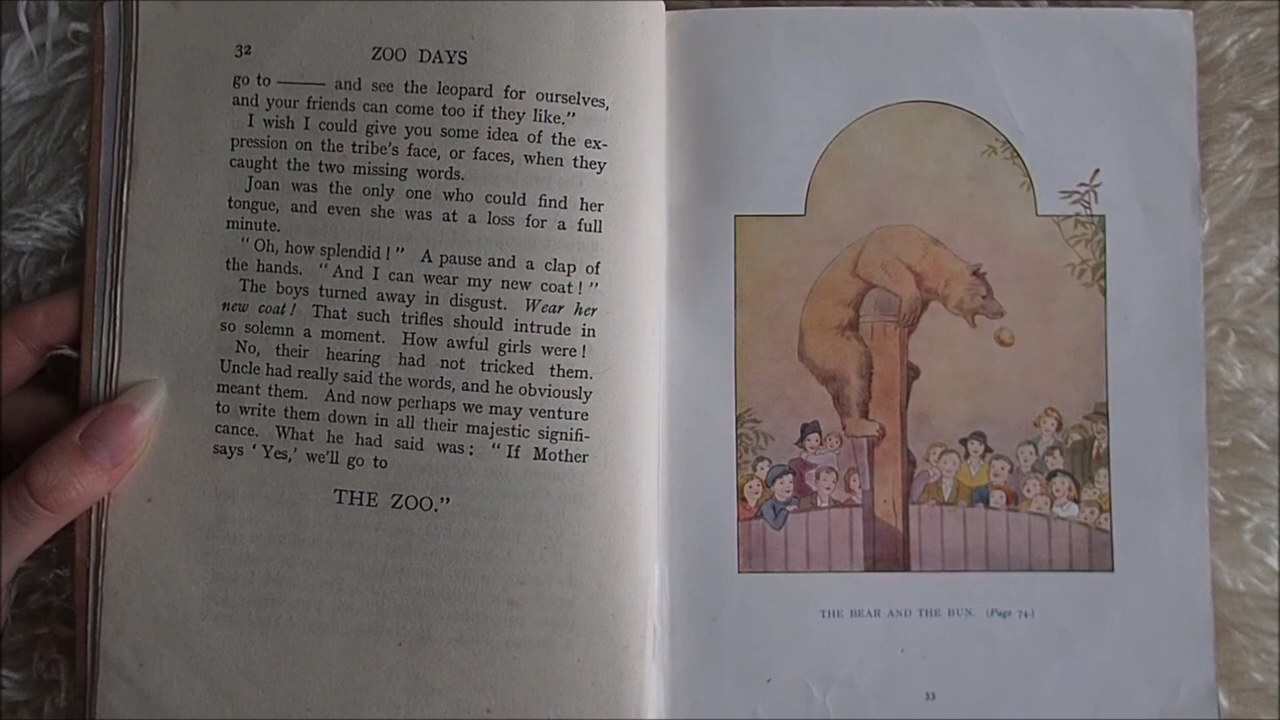 32 ZOO DAYS
go to —— and see the leopard for ourselves,
and your friends can come too if they like.”
I wish I could give you some idea of the ex-
pression on the tribe's face, or faces, when they
caught the two missing words.
Joan was the only one who could find her
tongue, and even she was at a loss for a full
minute.
“Oh, how splendid!” A pause and a clap of
the hands. “And I can wear my new coat!”
The boys turned away in disgust. Wear her
new coat! That such trifles should intrude in
so solemn a moment. How awful girls were!
No, their hearing had not tricked them.
Uncle had really said the words, and he obviously
meant them. And now perhaps we may venture
to write them down in all their majestic signifi-
cance. What he had said was: “If Mother
says ‘Yes,’ we'll go to
THE ZOO.”
THE BEAR AND THE BUN. (Page 74.)
33